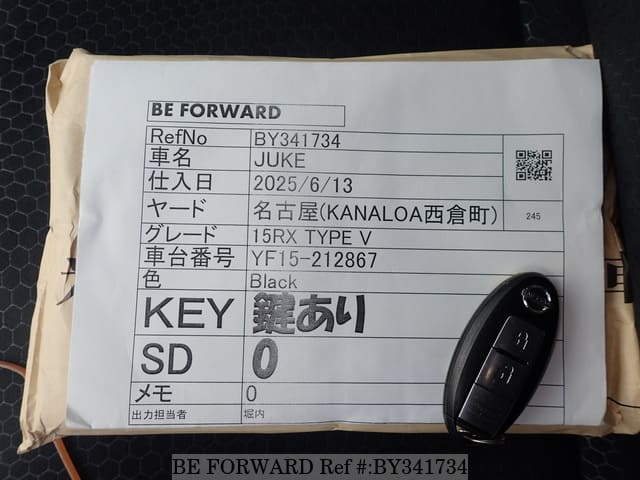 BE FORWARD
RefNo BY341734
車名 JUKE
仕入日 2025/6/13
ヤード 名古屋(KANALOA西倉町) 245
グレード 15RX TYPE V
車台番号 YF15-212867
色 Black
KEY 鍵あり
SD 0
メモ 0
出力担当者 堀内
BE FORWARD Ref #:BY341734